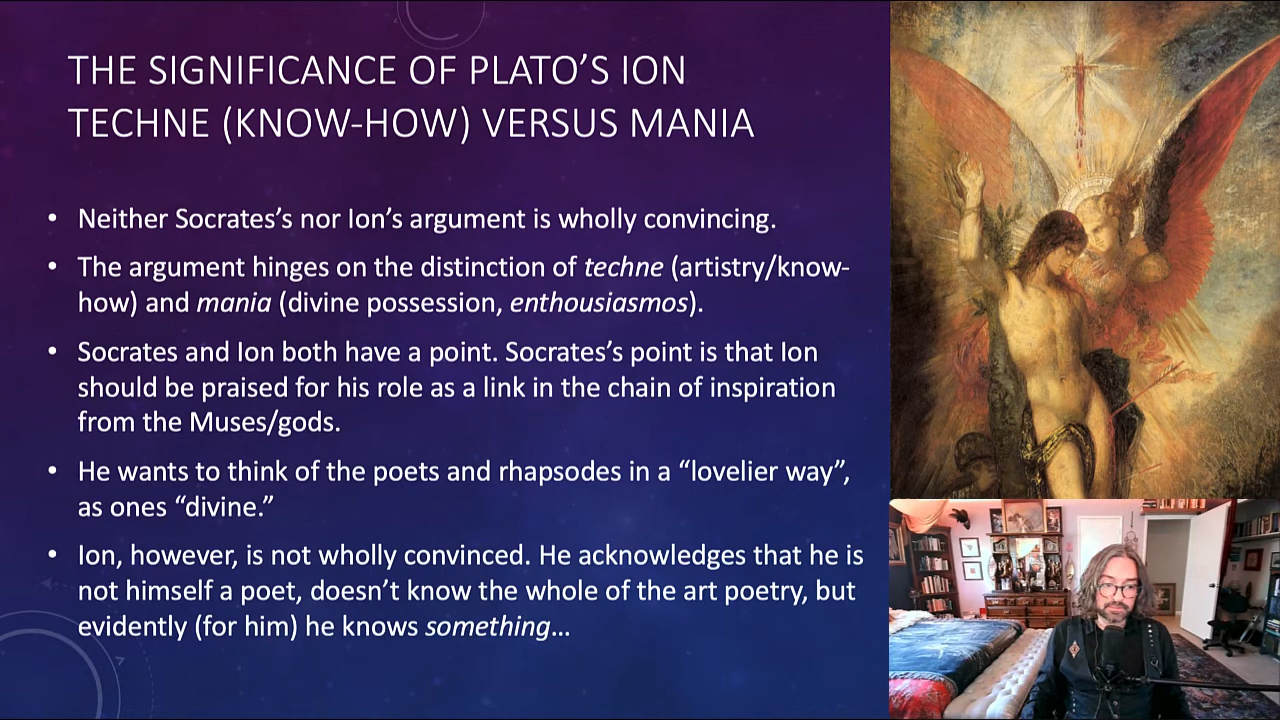 THE SIGNIFICANCE OF PLATO’S ION
TECHNE (KNOW-HOW) VERSUS MANIA
• Neither Socrates’s nor Ion’s argument is wholly convincing.
• The argument hinges on the distinction of techne (artistry/know-
how) and mania (divine possession, enthousiasmos).
• Socrates and Ion both have a point. Socrates’s point is that Ion
should be praised for his role as a link in the chain of inspiration
from the Muses/gods.
• He wants to think of the poets and rhapsodes in a “lovelier way”,
as ones “divine.”
• Ion, however, is not wholly convinced. He acknowledges that he is
not himself a poet, doesn’t know the whole of the art poetry, but
evidently (for him) he knows something…